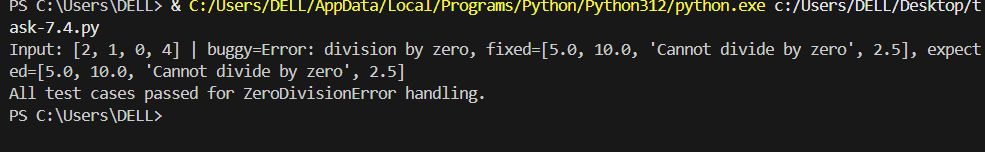 PS C:\Users\DELL> & C:/Users/DELL/AppData/Local/Programs/Python/Python312/python.exe c:/Users/DELL/Desktop/t
ask-7.4.py
Input: [2, 1, 0, 4] | buggy=Error: division by zero, fixed=[5.0, 10.0, 'Cannot divide by zero', 2.5], expect
ed=[5.0, 10.0, 'Cannot divide by zero', 2.5]
All test cases passed for ZeroDivisionError handling.
PS C:\Users\DELL>